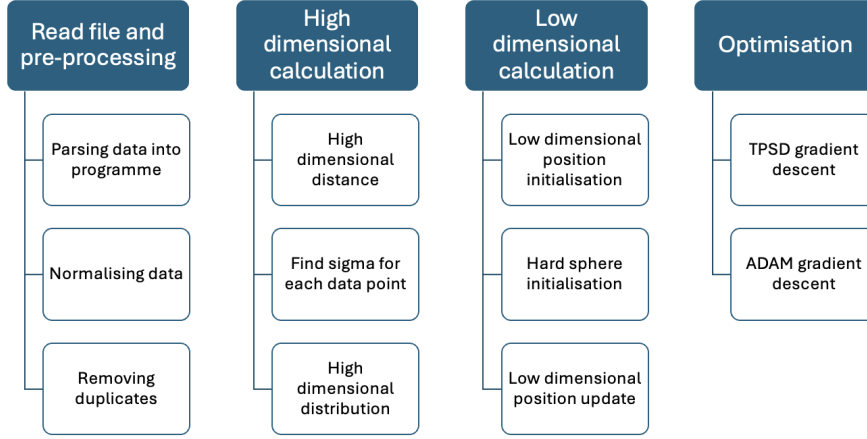 Read file and
pre-processing
Parsing data into
programme
Normalising data
Removing
duplicates
High
dimensional
calculation
High
dimensional
distance
Find sigma for
each data point
High
dimensional
distribution
Low
dimensional
calculation
Low dimensional
position
initialisation
Hard sphere
initialisation
Low dimensional
position update
Optimisation
TPSD gradient
descent
ADAM gradient
descent